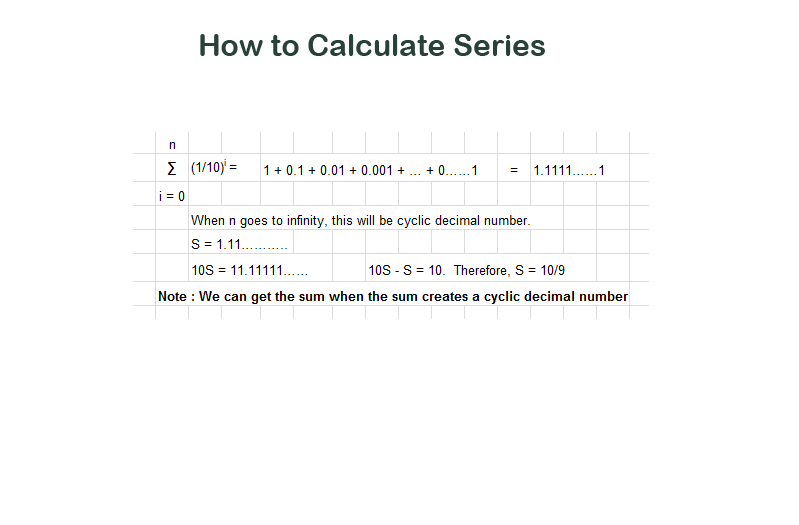 How to Calculate Series
n
Σ (1/10)ⁱ = 1 + 0.1 + 0.01 + 0.001 + ... + 0......1 = 1.1111......1
i = 0
When n goes to infinity, this will be cyclic decimal number.
S = 1.11...........
10S = 11.11111...... 10S - S = 10. Therefore, S = 10/9
Note : We can get the sum when the sum creates a cyclic decimal number